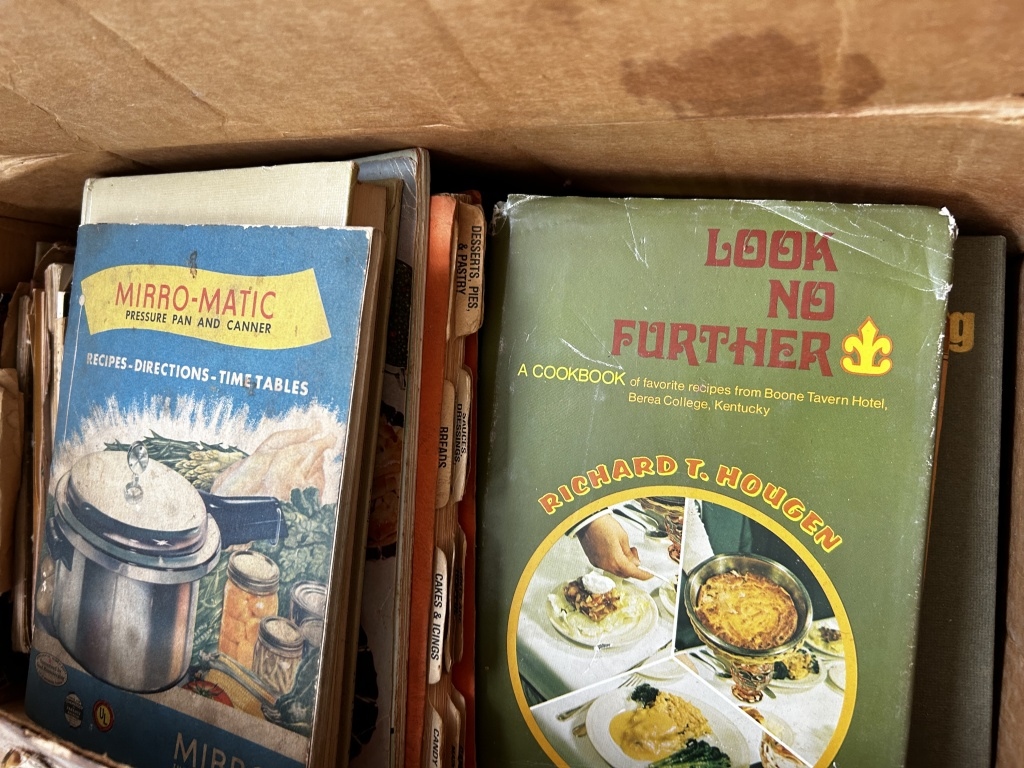 MIRRO-MATIC
PRESSURE PAN AND CANNER
RECIPES-DIRECTIONS-TIME TABLES
UL
DESSERTS, PIES,
& PASTRY
SAUCES,
DRESSINGS,
BREADS
CAKES & ICINGS
CANDY
LOOK
NO
FURTHER
A COOKBOOK of favorite recipes from Boone Tavern Hotel,
Berea College, Kentucky
RICHARD T. HOUGEN
g